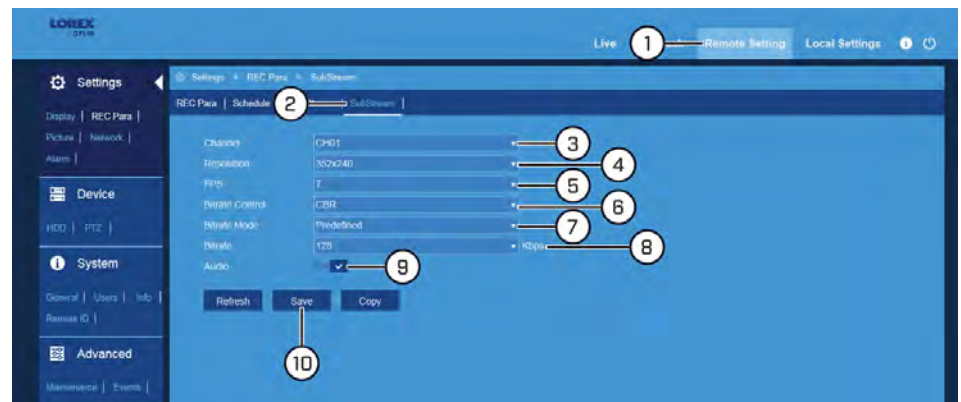 LOREX
Live 1 Remote Setting Local Settings
Settings
Settings REC Para SubStream
REC Para | Schedule 2 SubStream |
Display | REC Para |
Picture | Network |
Alarm |
Channel CH01 3
Resolution 352x240 4
FPS 7 5
Bitrate Control CBR 6
Bitrate Mode Predefined 7
Bitrate 128 Kbps 8
Audio 9
Refresh Save Copy
10
Device
HDD | PTZ |
System
General | Users | Info |
Remote ID |
Advanced
Maintenance | Events |